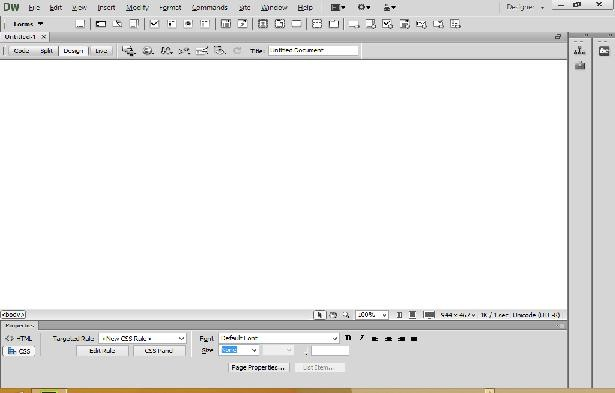 DW File Edit View Insert Modify Format Commands Site Window Help Designer
Forms
Untitled-1 ×
Code Split Design Live Title: Untitled Document
<body> 100% 944 x 467 1K / 1 sec Unicode (UTF-8)
Properties
<> HTML Targeted Rule < New CSS Rule > Font Default Font B I
CSS Edit Rule CSS Panel Size None
Page Properties... List Item...